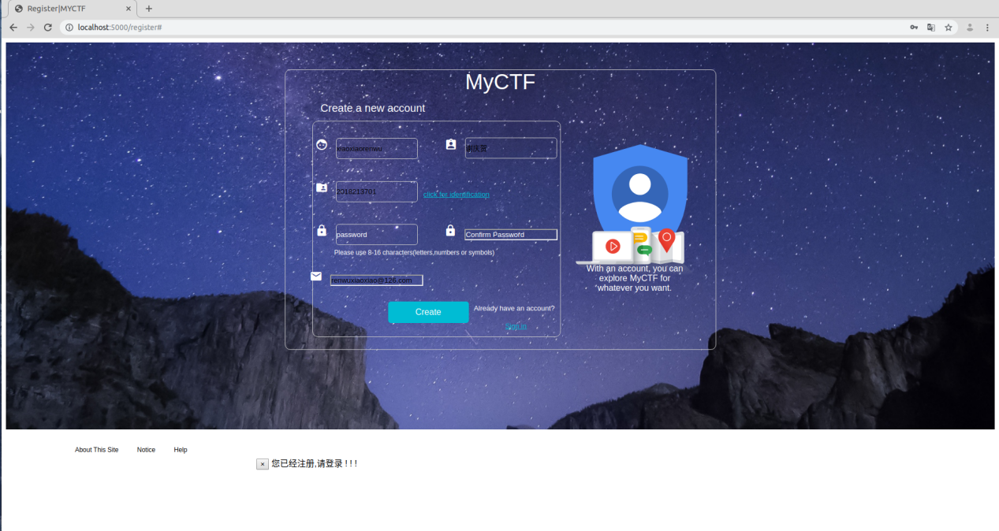 Register|MYCTF
localhost:5000/register#
MyCTF
Create a new account
xiaoxiaorenwu
谢庆贺
2018213701
click for identification
password
Confirm Password
Please use 8-16 characters(letters,numbers or symbols)
renwuxiaoxiao@126.com
Create
Already have an account?
Sign in
With an account, you can
explore MyCTF for
whatever you want.
About This Site
Notice
Help
× 您已经注册,请登录 ! ! !